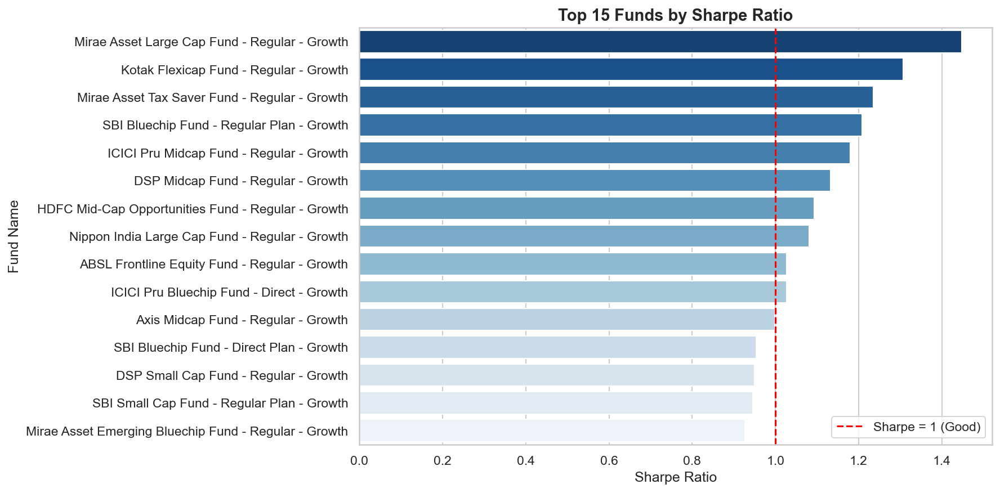 Top 15 Funds by Sharpe Ratio
Fund Name
Mirae Asset Large Cap Fund - Regular - Growth
Kotak Flexicap Fund - Regular - Growth
Mirae Asset Tax Saver Fund - Regular - Growth
SBI Bluechip Fund - Regular Plan - Growth
ICICI Pru Midcap Fund - Regular - Growth
DSP Midcap Fund - Regular - Growth
HDFC Mid-Cap Opportunities Fund - Regular - Growth
Nippon India Large Cap Fund - Regular - Growth
ABSL Frontline Equity Fund - Regular - Growth
ICICI Pru Bluechip Fund - Direct - Growth
Axis Midcap Fund - Regular - Growth
SBI Bluechip Fund - Direct Plan - Growth
DSP Small Cap Fund - Regular - Growth
SBI Small Cap Fund - Regular Plan - Growth
Mirae Asset Emerging Bluechip Fund - Regular - Growth
Sharpe = 1 (Good)
0.0 0.2 0.4 0.6 0.8 1.0 1.2 1.4
Sharpe Ratio